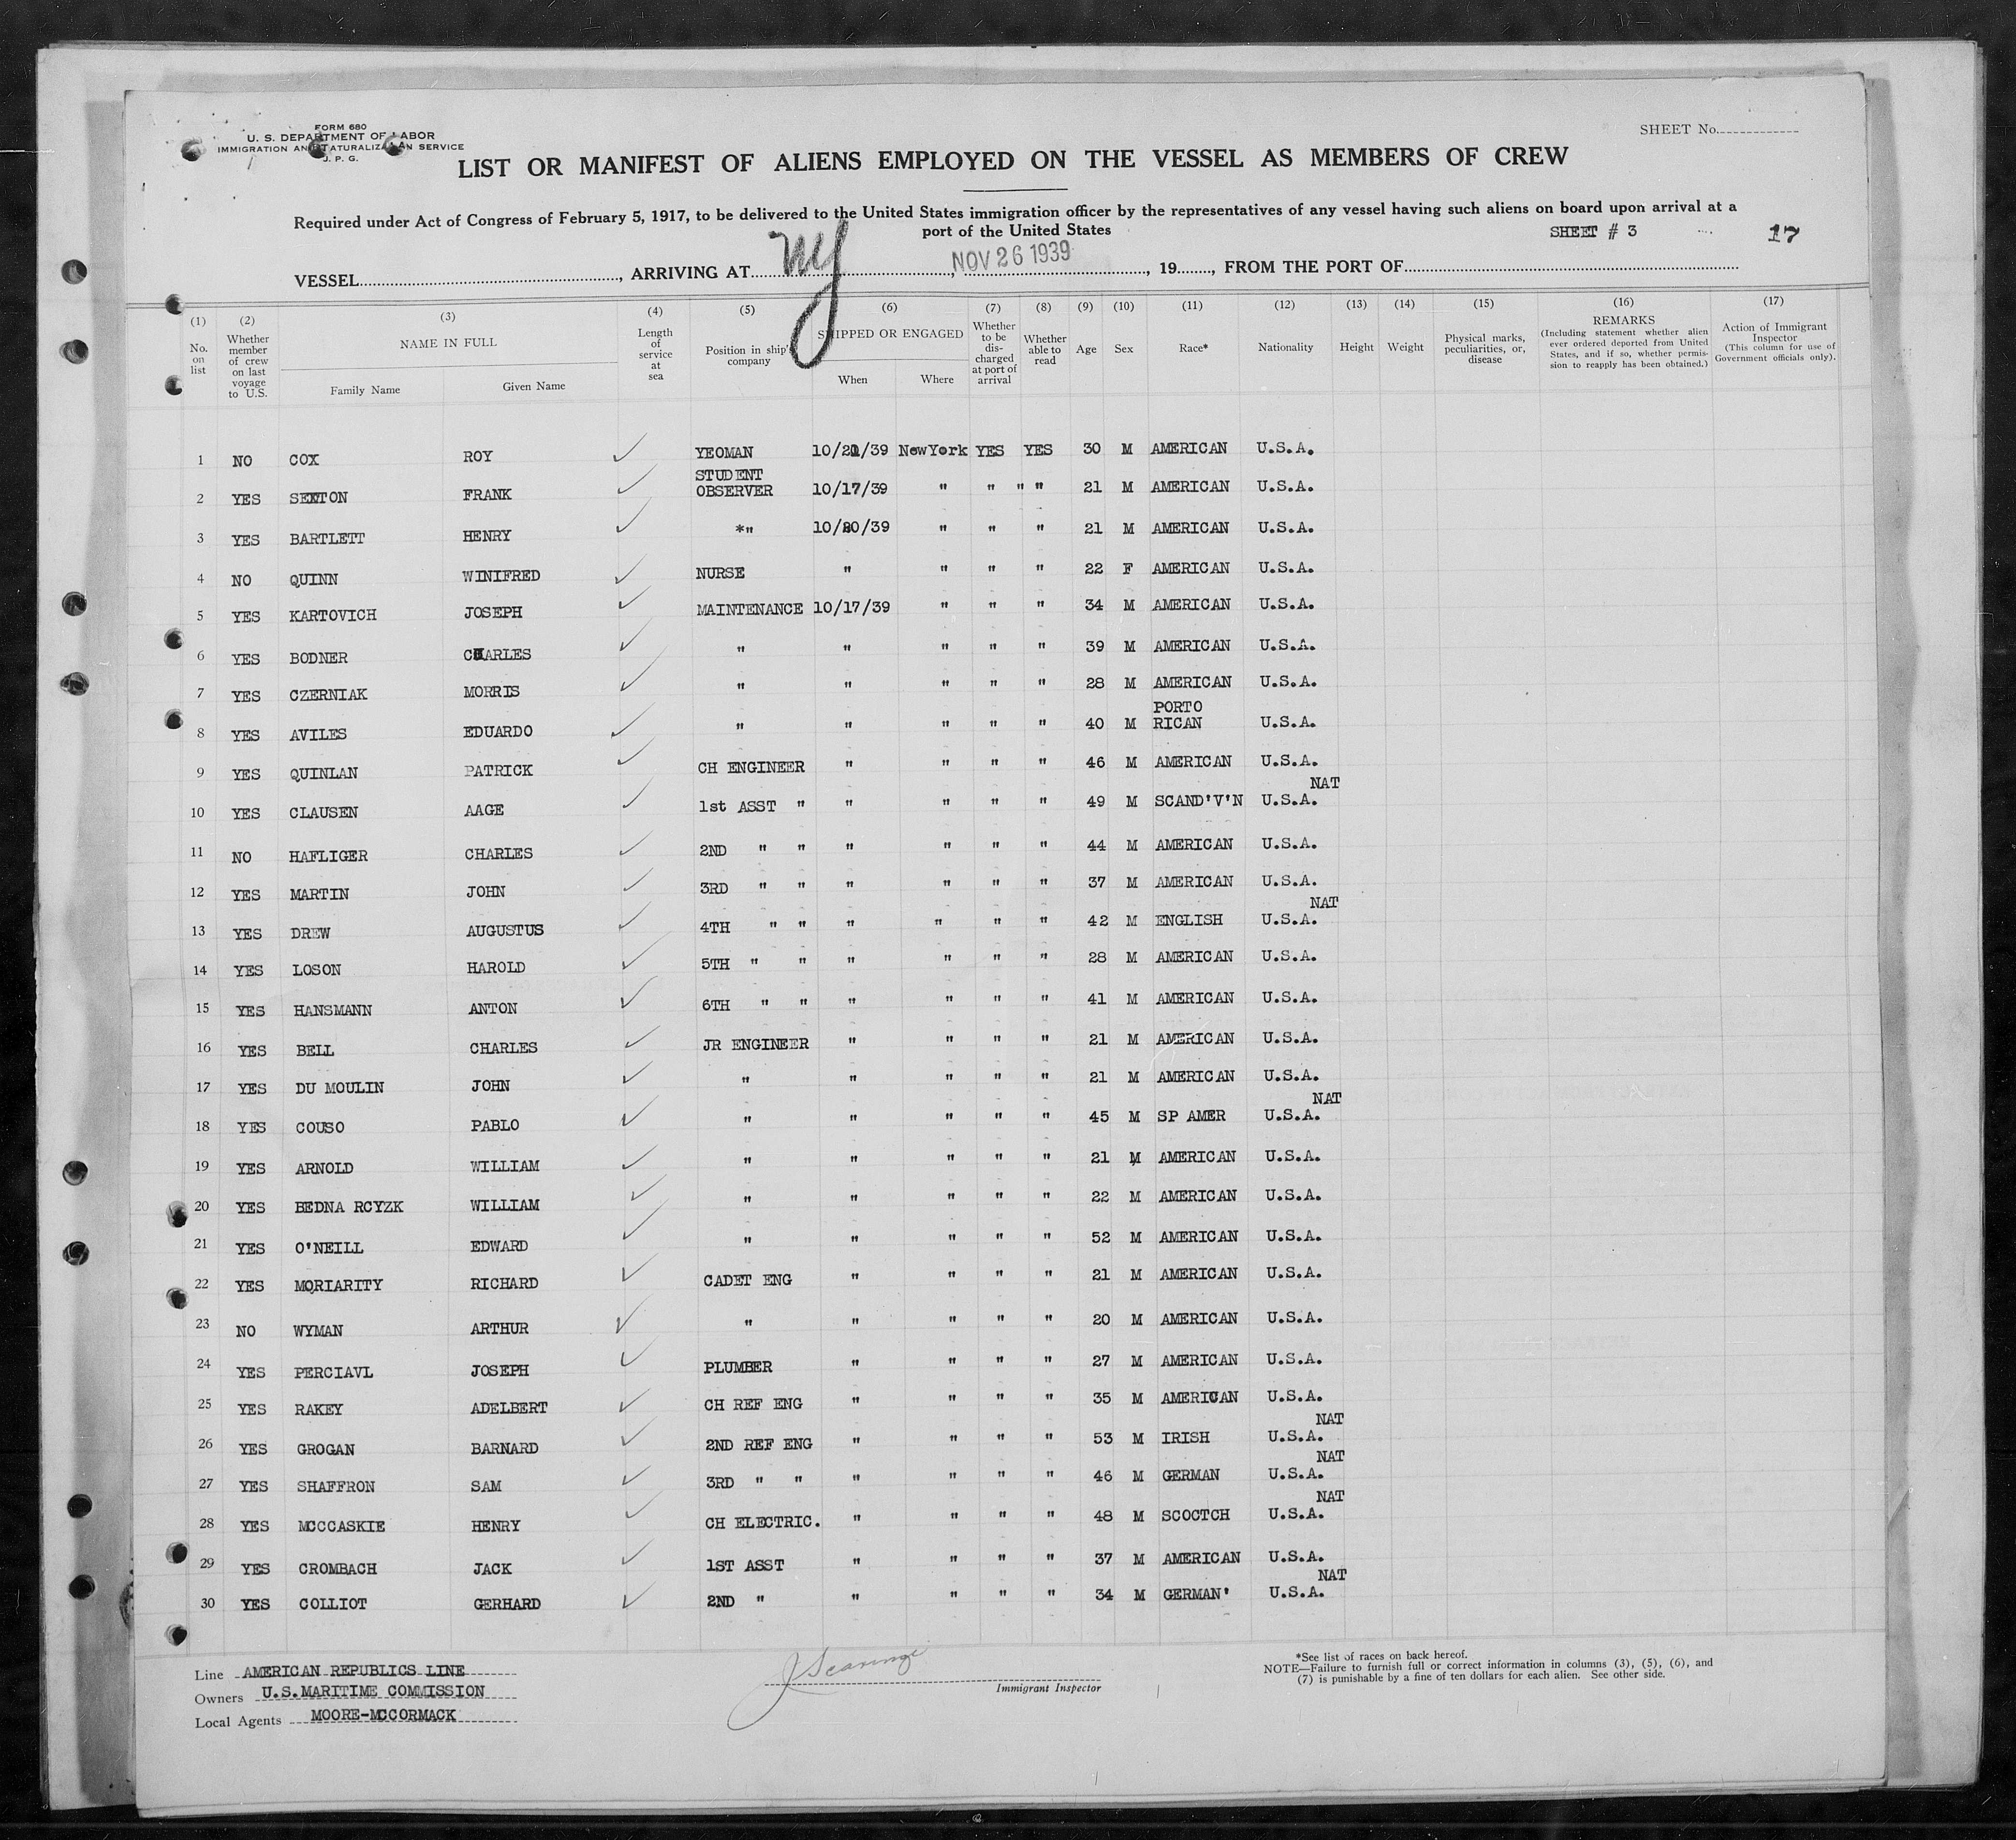 FORM 680
U. S. DEPARTMENT OF LABOR
IMMIGRATION AND NATURALIZATION SERVICE
J. P. G.
SHEET No.
LIST OR MANIFEST OF ALIENS EMPLOYED ON THE VESSEL AS MEMBERS OF CREW
Required under Act of Congress of February 5, 1917, to be delivered to the United States immigration officer by the representatives of any vessel having such aliens on board upon arrival at a
port of the United States
SHEET # 3 17
VESSEL, ARRIVING AT NY, NOV 26 1939, 19, FROM THE PORT OF
(1) No. on list (2) Whether member of crew on last voyage to U.S. (3) NAME IN FULL Family Name Given Name (4) Length of service at sea (5) Position in ship's company (6) SHIPPED OR ENGAGED When Where (7) Whether to be discharged at port of arrival (8) Whether able to read (9) Age (10) Sex (11) Race* (12) Nationality (13) Height (14) Weight (15) Physical marks, peculiarities, or, disease (16) REMARKS (Including statement whether alien ever ordered deported from United States, and if so, whether permission to reapply has been obtained.) (17) Action of Immigrant Inspector (This column for use of Government officials only).
1 NO COX ROY ✓ YEOMAN 10/21/39 NewYork YES YES 30 M AMERICAN U.S.A.
2 YES SEXTON FRANK ✓ STUDENT OBSERVER 10/17/39 " " " " 21 M AMERICAN U.S.A.
3 YES BARTLETT HENRY ✓ *" 10/20/39 " " " 21 M AMERICAN U.S.A.
4 NO QUINN WINIFRED ✓ NURSE " " " " 22 F AMERICAN U.S.A.
5 YES KARTOVICH JOSEPH ✓ MAINTENANCE 10/17/39 " " " 34 M AMERICAN U.S.A.
6 YES BODNER CHARLES ✓ " " " " " 39 M AMERICAN U.S.A.
7 YES CZERNIAK MORRIS ✓ " " " " " 28 M AMERICAN U.S.A.
8 YES AVILES EDUARDO ✓ " " " " " 40 M PORTO RICAN U.S.A.
9 YES QUINLAN PATRICK ✓ CH ENGINEER " " " " 46 M AMERICAN U.S.A.
10 YES CLAUSEN AAGE ✓ 1st ASST " " " " " 49 M SCAND'V'N U.S.A. NAT
11 NO HAFLIGER CHARLES ✓ 2ND " " " " " " 44 M AMERICAN U.S.A.
12 YES MARTIN JOHN ✓ 3RD " " " " " " 37 M AMERICAN U.S.A.
13 YES DREW AUGUSTUS ✓ 4TH " " " " " " 42 M ENGLISH U.S.A. NAT
14 YES LOSON HAROLD ✓ 5TH " " " " " " 28 M AMERICAN U.S.A.
15 YES HANSMANN ANTON ✓ 6TH " " " " " " 41 M AMERICAN U.S.A.
16 YES BELL CHARLES ✓ JR ENGINEER " " " " 21 M AMERICAN U.S.A.
17 YES DU MOULIN JOHN ✓ " " " " " 21 M AMERICAN U.S.A.
18 YES COUSO PABLO ✓ " " " " " 45 M SP AMER U.S.A. NAT
19 YES ARNOLD WILLIAM ✓ " " " " " 21 M AMERICAN U.S.A.
20 YES BEDNA RCYZK WILLIAM ✓ " " " " " 22 M AMERICAN U.S.A.
21 YES O'NEILL EDWARD ✓ " " " " " 52 M AMERICAN U.S.A.
22 YES MORIARITY RICHARD ✓ CADET ENG " " " " 21 M AMERICAN U.S.A.
23 NO WYMAN ARTHUR ✓ " " " " " 20 M AMERICAN U.S.A.
24 YES PERCIAVL JOSEPH ✓ PLUMBER " " " " 27 M AMERICAN U.S.A.
25 YES RAKEY ADELBERT ✓ CH REF ENG " " " " 35 M AMERICAN U.S.A.
26 YES GROGAN BARNARD ✓ 2ND REF ENG " " " " 53 M IRISH U.S.A. NAT
27 YES SHAFFRON SAM ✓ 3RD " " " " " " 46 M GERMAN U.S.A. NAT
28 YES MCCCASKIE HENRY ✓ CH ELECTRIC. " " " " 48 M SCOCTCH U.S.A. NAT
29 YES CROMBACH JACK ✓ 1ST ASST " " " " 37 M AMERICAN U.S.A.
30 YES COLLIOT GERHARD ✓ 2ND " " " " " 34 M GERMAN' U.S.A. NAT
Line AMERICAN REPUBLICS LINE
Owners U.S.MARITIME COMMISSION
Local Agents MOORE-MCCORMACK
Immigrant Inspector
*See list of races on back hereof.
NOTE—Failure to furnish full or correct information in columns (3), (5), (6), and
(7) is punishable by a fine of ten dollars for each alien. See other side.